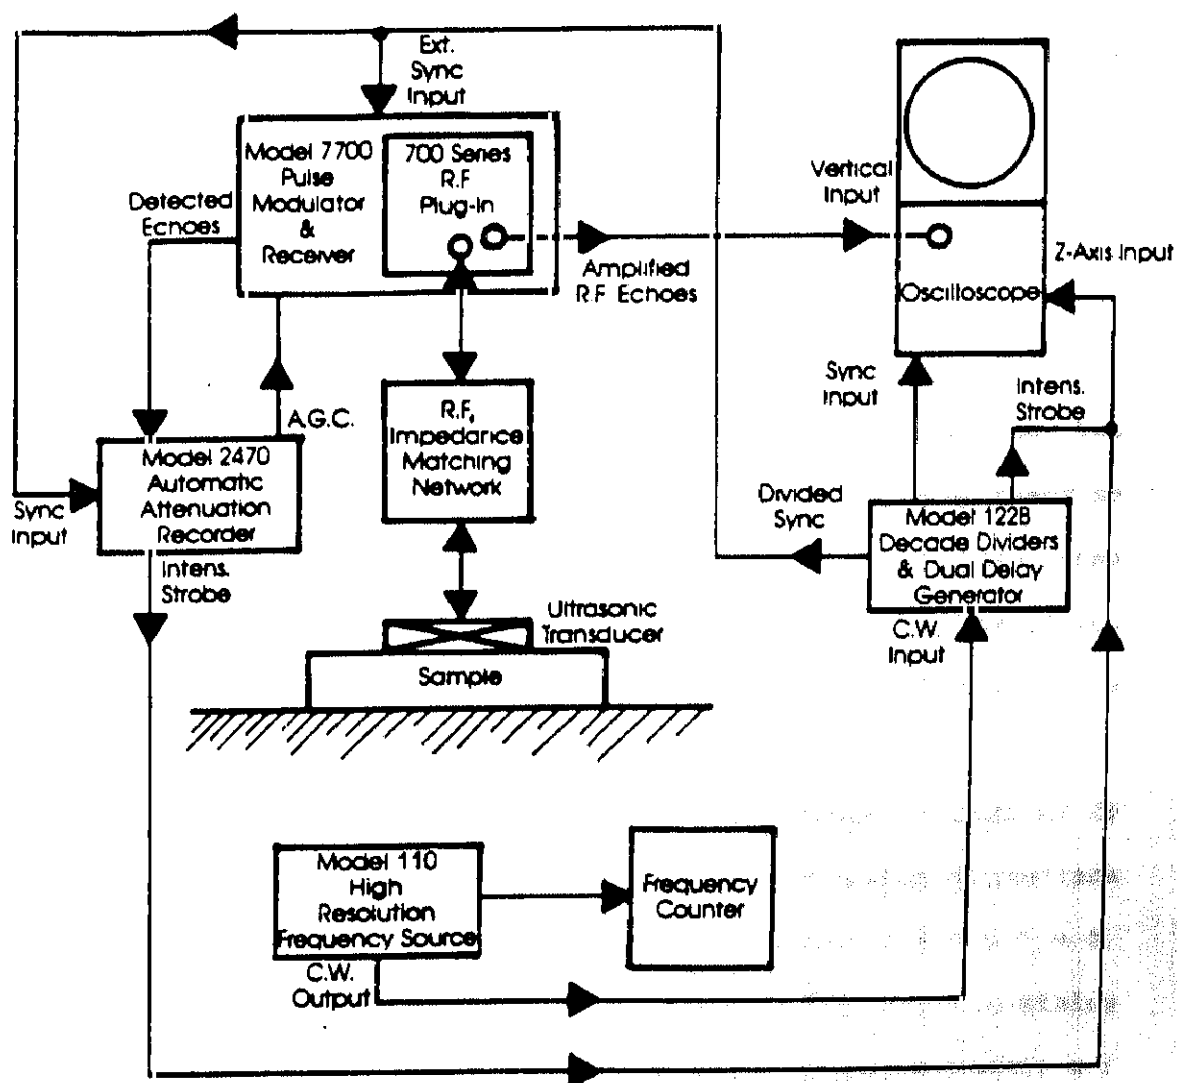 Ext.
Sync
Input
Model 7700
Pulse
Modulator
&
Receiver
700 Series
R.F
Plug-In
Detected
Echoes
Vertical
Input
Amplified
R.F. Echoes
Z-Axis Input
Oscilloscope
Sync
Input
Intens.
Strobe
A.G.C.
R.F.
Impedance
Matching
Network
Model 2470
Automatic
Attenuation
Recorder
Sync
Input
Divided
Sync
Model 122B
Decade Dividers
& Dual Delay
Generator
Intens.
Strobe
Ultrasonic
Transducer
C.W.
Input
Sample
Model 110
High
Resolution
Frequency Source
Frequency
Counter
C.W.
Output